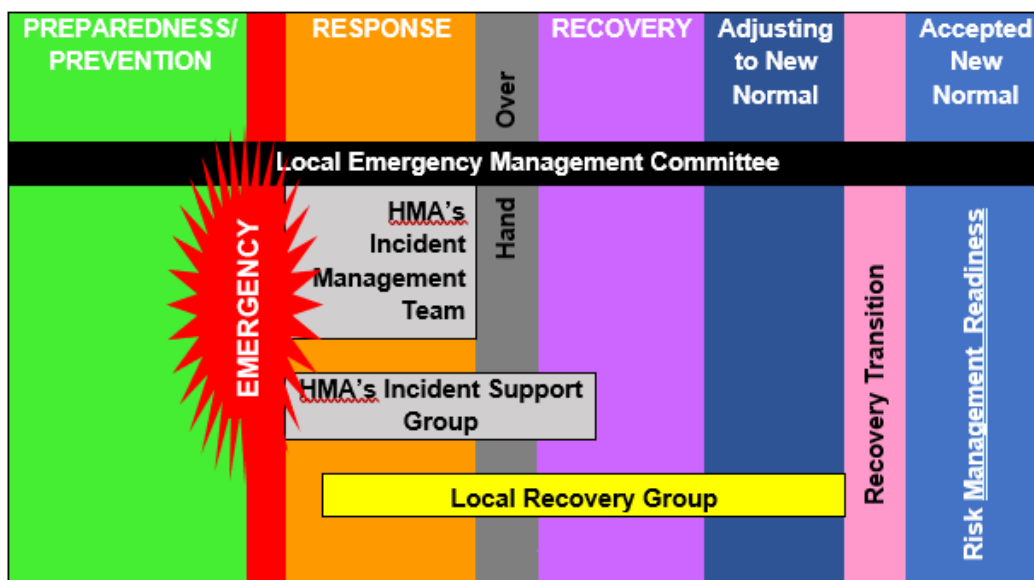 PREPAREDNESS/
PREVENTION
RESPONSE
RECOVERY
Adjusting
to New
Normal
Accepted
New
Normal
Hand Over
Local Emergency Management Committee
EMERGENCY
HMA's
Incident
Management
Team
HMA's Incident Support
Group
Local Recovery Group
Recovery Transition
Risk Management Readiness